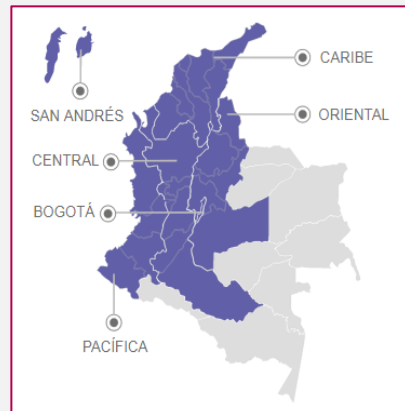 CARIBE
SAN ANDRÉS
ORIENTAL
CENTRAL
BOGOTÁ
PACÍFICA